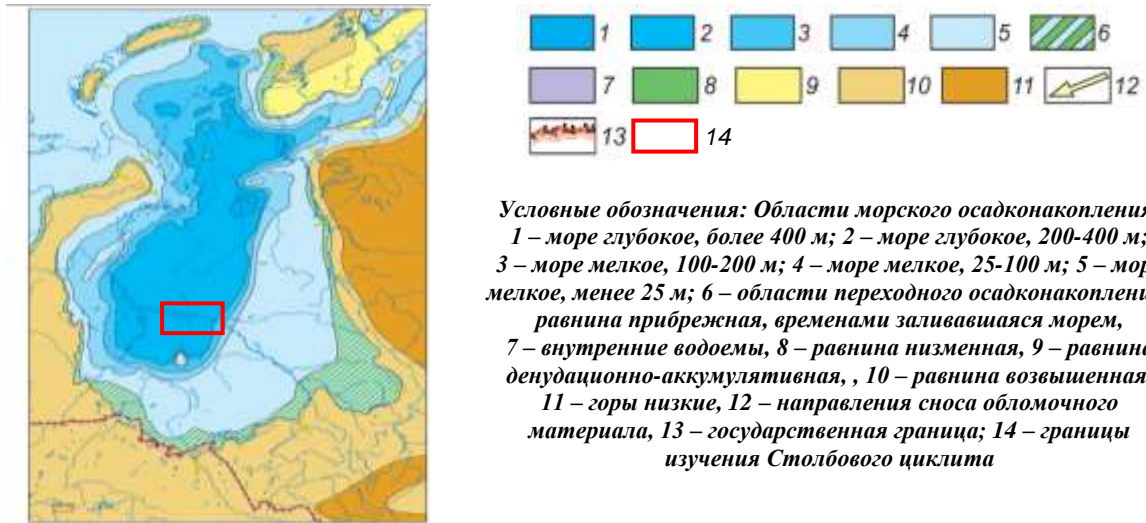 1 2 3 4 5 6
7 8 9 10 11 12
13 14
Условные обозначения: Области морского осадконакопления
1 – море глубокое, более 400 м; 2 – море глубокое, 200-400 м;
3 – море мелкое, 100-200 м; 4 – море мелкое, 25-100 м; 5 – мор
мелкое, менее 25 м; 6 – области переходного осадконакоплени
равнина прибрежная, временами заливавшаяся морем,
7 – внутренние водоемы, 8 – равнина низменная, 9 – равнина
денудационно-аккумулятивная, , 10 – равнина возвышенная
11 – горы низкие, 12 – направления сноса обломочного
материала, 13 – государственная граница; 14 – границы
изучения Столбового циклита